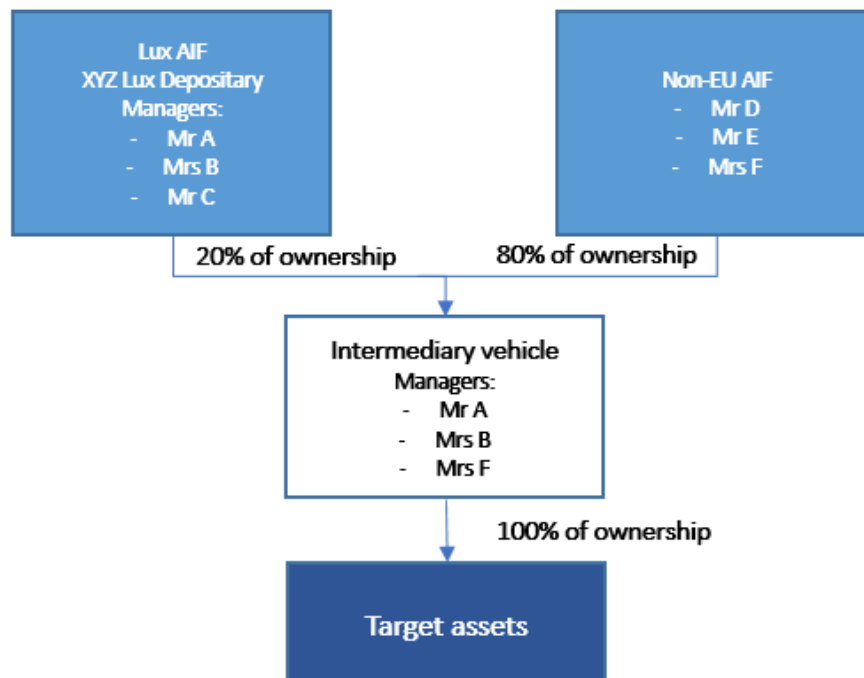 Lux AIF
XYZ Lux Depositary
Managers:
- Mr A
- Mrs B
- Mr C
Non-EU AIF
- Mr D
- Mr E
- Mrs F
20% of ownership
80% of ownership
Intermediary vehicle
Managers:
- Mr A
- Mrs B
- Mrs F
100% of ownership
Target assets